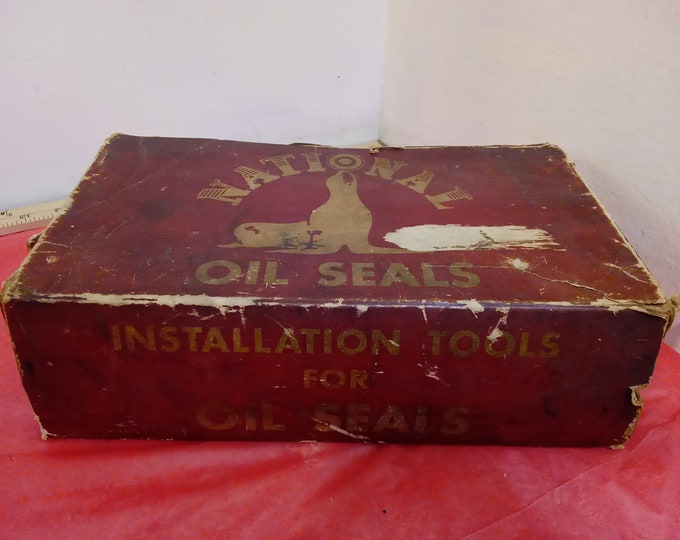 NATIONAL
OIL SEALS
INSTALLATION TOOLS
FOR
OIL SEALS